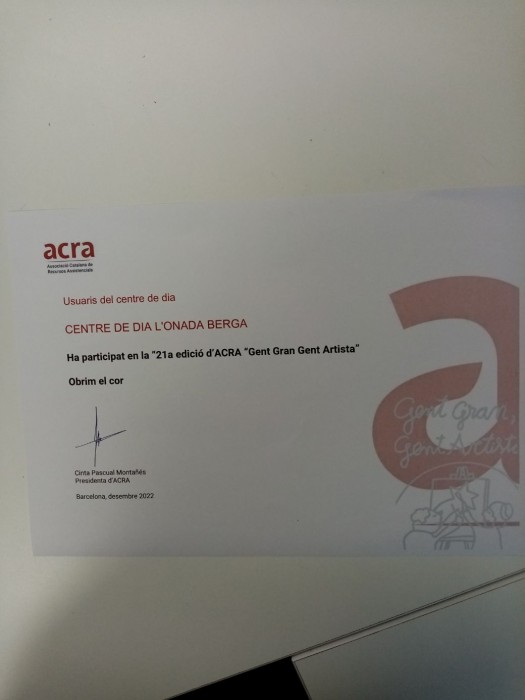 acra
Associació Catalana de
Recursos Assistencials
Usuaris del centre de dia
CENTRE DE DIA L'ONADA BERGA
Ha participat en la "21a edició d'ACRA "Gent Gran Gent Artista"
Obrim el cor
Cinta Pascual Montañés
Presidenta d'ACRA
Barcelona, desembre 2022
a
Gent Gran,
Gent Artista